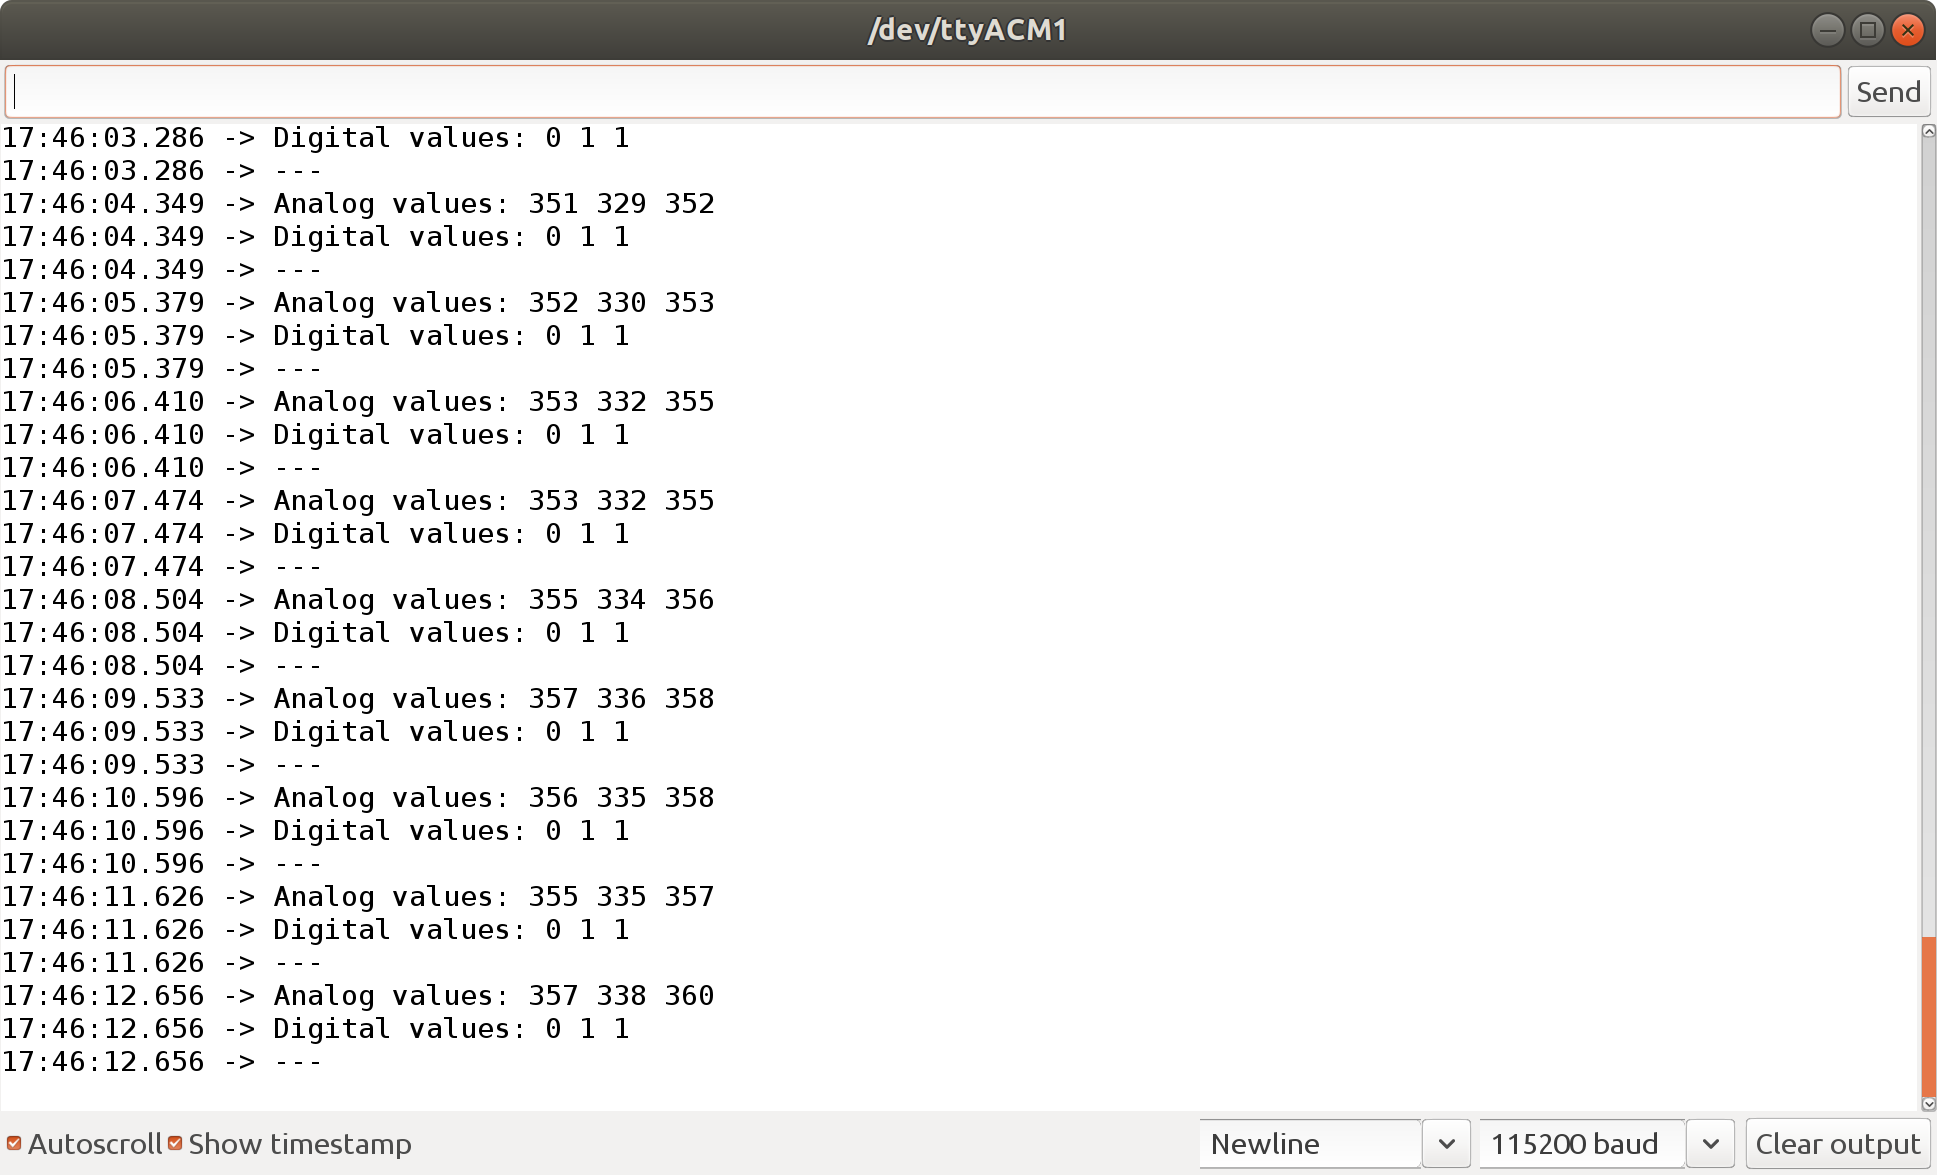 /dev/ttyACM1
Send
17:46:03.286 -> Digital values: 0 1 1
17:46:03.286 -> ---
17:46:04.349 -> Analog values: 351 329 352
17:46:04.349 -> Digital values: 0 1 1
17:46:04.349 -> ---
17:46:05.379 -> Analog values: 352 330 353
17:46:05.379 -> Digital values: 0 1 1
17:46:05.379 -> ---
17:46:06.410 -> Analog values: 353 332 355
17:46:06.410 -> Digital values: 0 1 1
17:46:06.410 -> ---
17:46:07.474 -> Analog values: 353 332 355
17:46:07.474 -> Digital values: 0 1 1
17:46:07.474 -> ---
17:46:08.504 -> Analog values: 355 334 356
17:46:08.504 -> Digital values: 0 1 1
17:46:08.504 -> ---
17:46:09.533 -> Analog values: 357 336 358
17:46:09.533 -> Digital values: 0 1 1
17:46:09.533 -> ---
17:46:10.596 -> Analog values: 356 335 358
17:46:10.596 -> Digital values: 0 1 1
17:46:10.596 -> ---
17:46:11.626 -> Analog values: 355 335 357
17:46:11.626 -> Digital values: 0 1 1
17:46:11.626 -> ---
17:46:12.656 -> Analog values: 357 338 360
17:46:12.656 -> Digital values: 0 1 1
17:46:12.656 -> ---
Autoscroll Show timestamp Newline 115200 baud Clear output